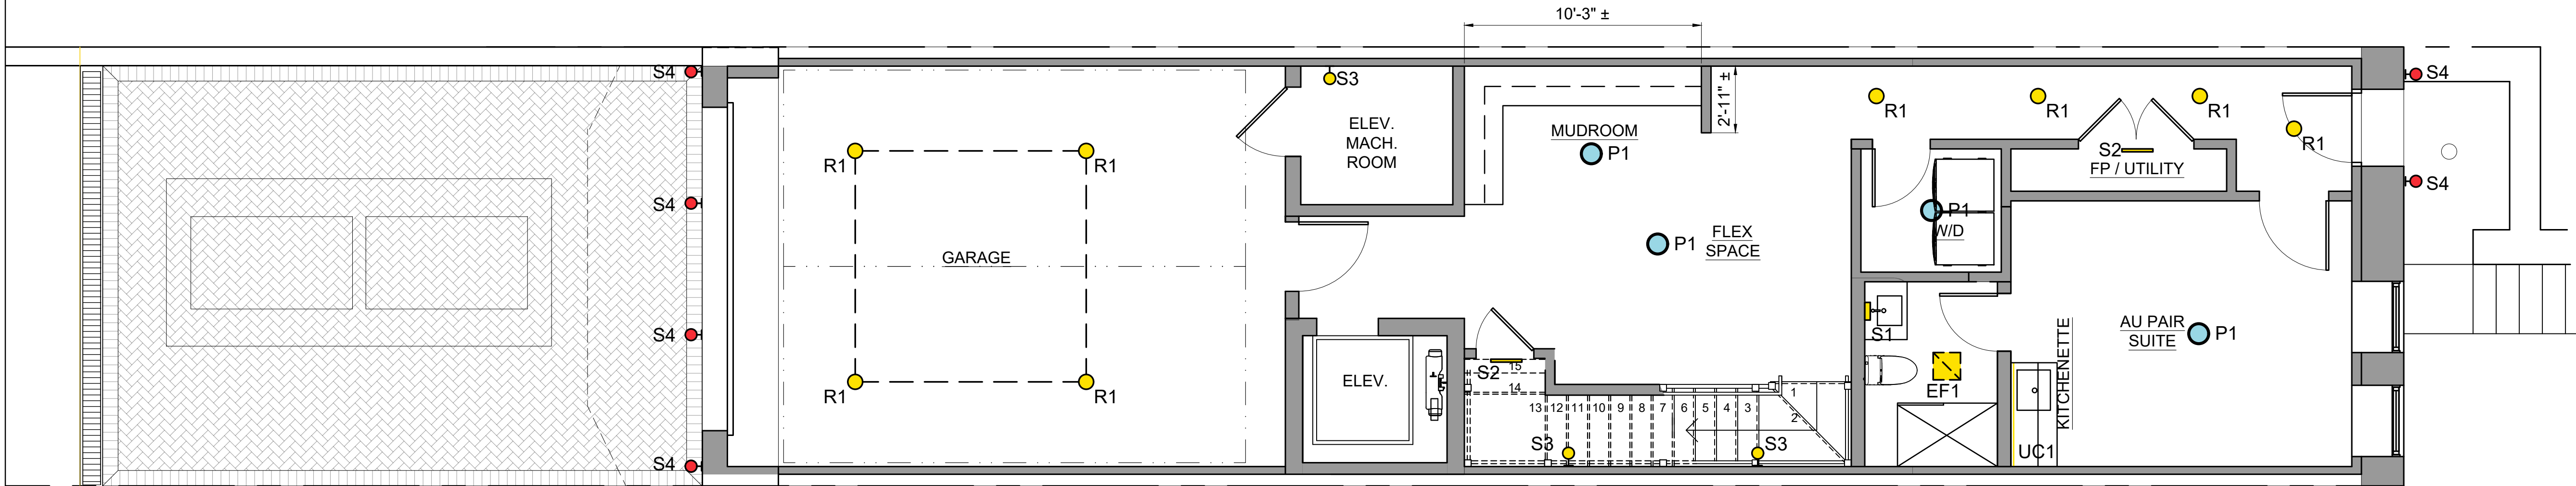 10'-3" ±
S4
S3
2'-11" ±
R1
R1
R1
S4
ELEV.
MACH.
ROOM
MUDROOM
P1
S2
FP / UTILITY
R1
R1
R1
S4
S4
P1
W/D
GARAGE
P1
FLEX
SPACE
S4
S1
AU PAIR
SUITE
P1
KITCHENETTE
ELEV.
S2
15
14
EF1
R1
R1
13
12
11
10
9
8
7
6
5
4
3
1
2
S3
S3
UC1
S4